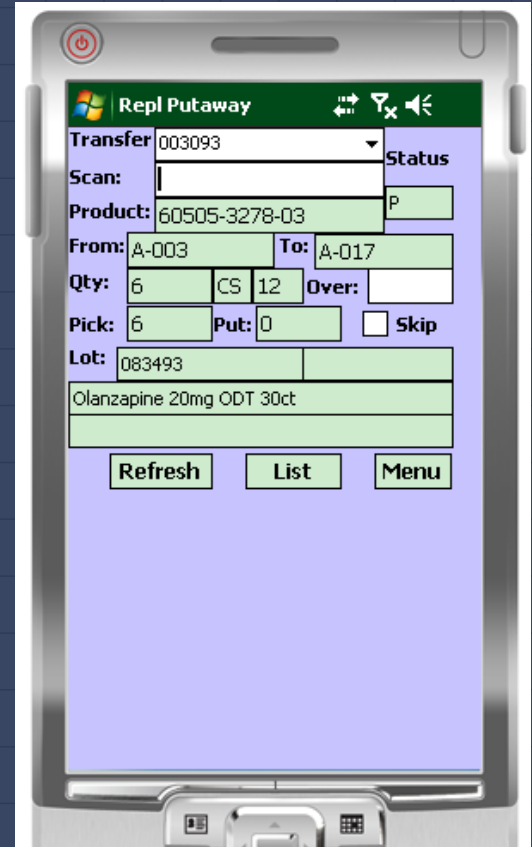 Repl Putaway
Transfer 003093
Status
Scan:
P
Product: 60505-3278-03
From: A-003 To: A-017
Qty: 6 CS 12 Over:
Pick: 6 Put: 0 Skip
Lot: 083493
Olanzapine 20mg ODT 30ct
Refresh List Menu